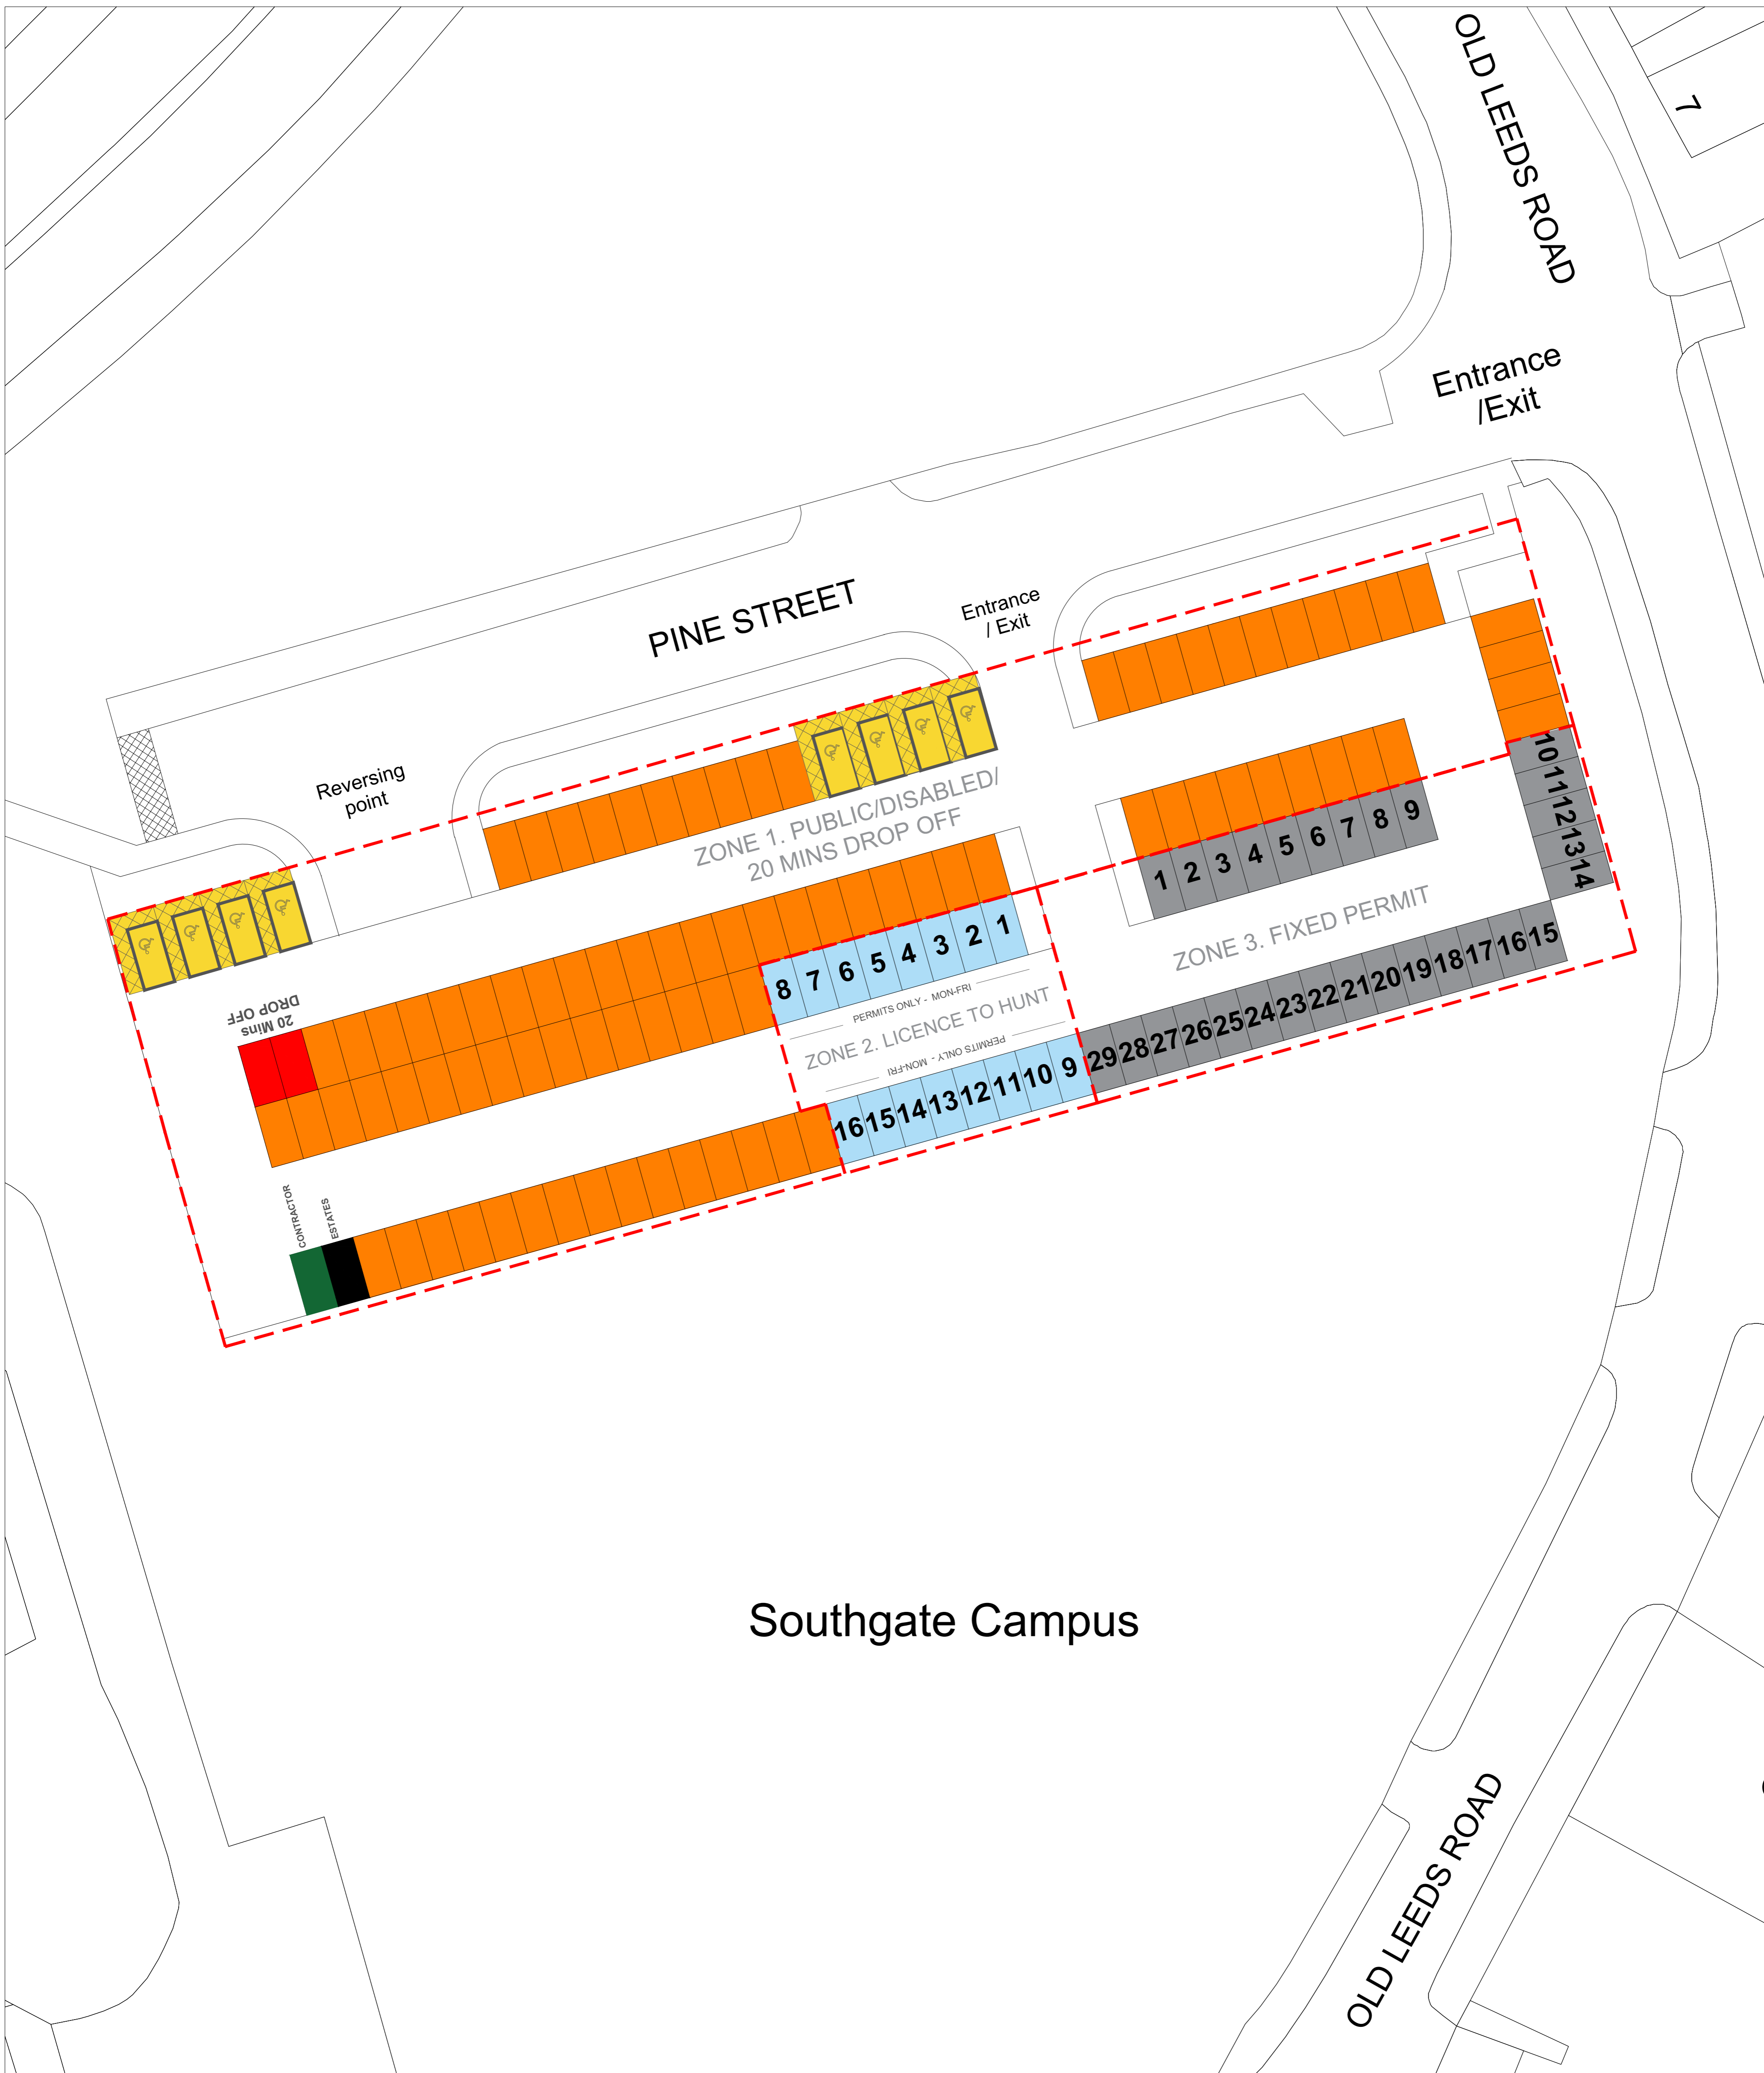 OLD LEEDS ROAD
7
Entrance
/Exit
PINE STREET
Entrance
/ Exit
Reversing
point
ZONE 1. PUBLIC/DISABLED/
20 MINS DROP OFF
1 2 3 4 5 6 7 8 9
10
11
12
13
14
ZONE 3. FIXED PERMIT
8 7 6 5 4 3 2 1
PERMITS ONLY - MON-FRI
ZONE 2. LICENCE TO HUNT
PERMITS ONLY - MON-FRI
20 Mins
DROP OFF
29 28 27 26 25 24 23 22 21 20 19 18 17 16 15
16 15 14 13 12 11 10 9
CONTRACTOR
ESTATES
Southgate Campus
OLD LEEDS ROAD